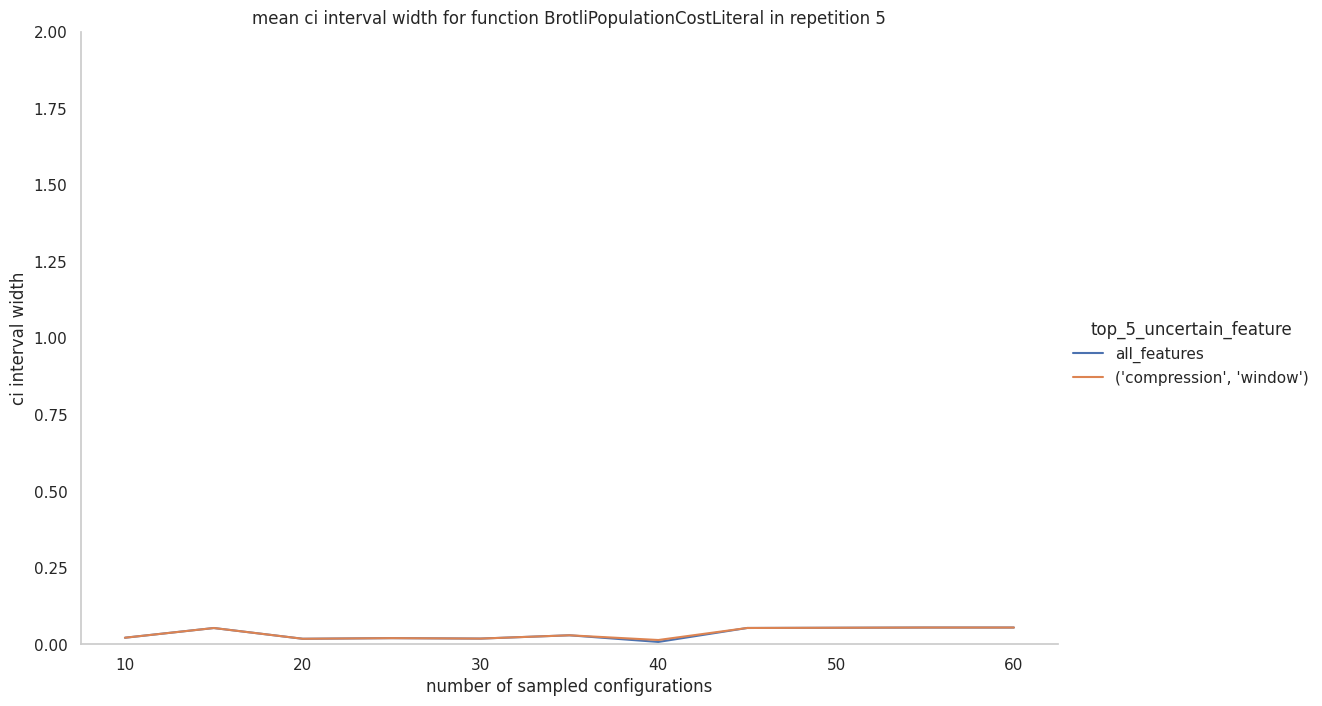 mean ci interval width for function BrotliPopulationCostLiteral in repetition 5
2.00
1.75
1.50
1.25
1.00
0.75
0.50
0.25
0.00
ci interval width
10
20
30
40
50
60
number of sampled configurations
top_5_uncertain_feature
all_features
('compression', 'window')